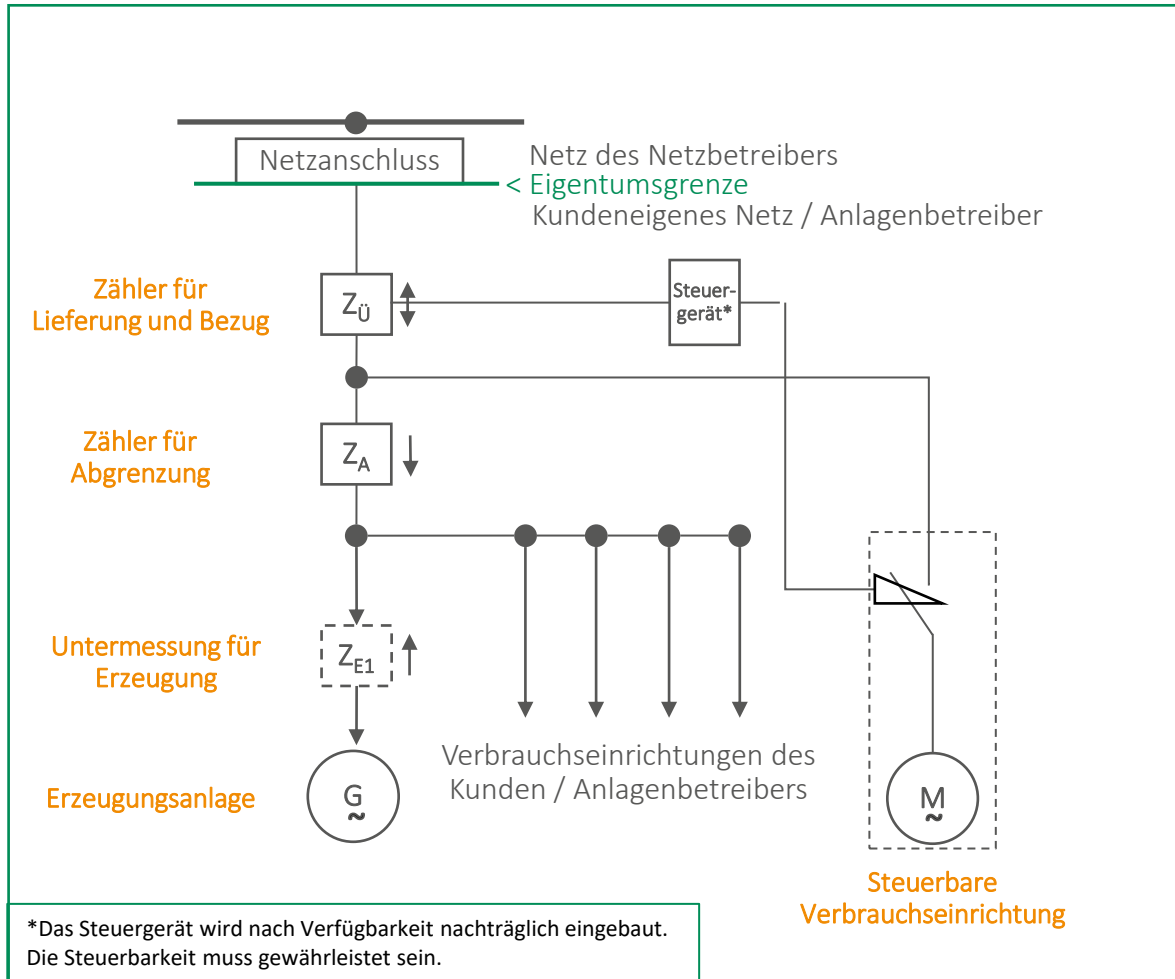 Netzanschluss
Netz des Netzbetreibers
< Eigentumsgrenze
Kundeneigenes Netz / Anlagenbetreiber
Zähler für
Lieferung und Bezug
ZÜ
Steuer-
gerät*
Zähler für
Abgrenzung
ZA
Untermessung für
Erzeugung
ZE1
Verbrauchseinrichtungen des
Kunden / Anlagenbetreibers
Erzeugungsanlage
G
~
M
~
Steuerbare
Verbrauchseinrichtung
*Das Steuergerät wird nach Verfügbarkeit nachträglich eingebaut.
Die Steuerbarkeit muss gewährleistet sein.